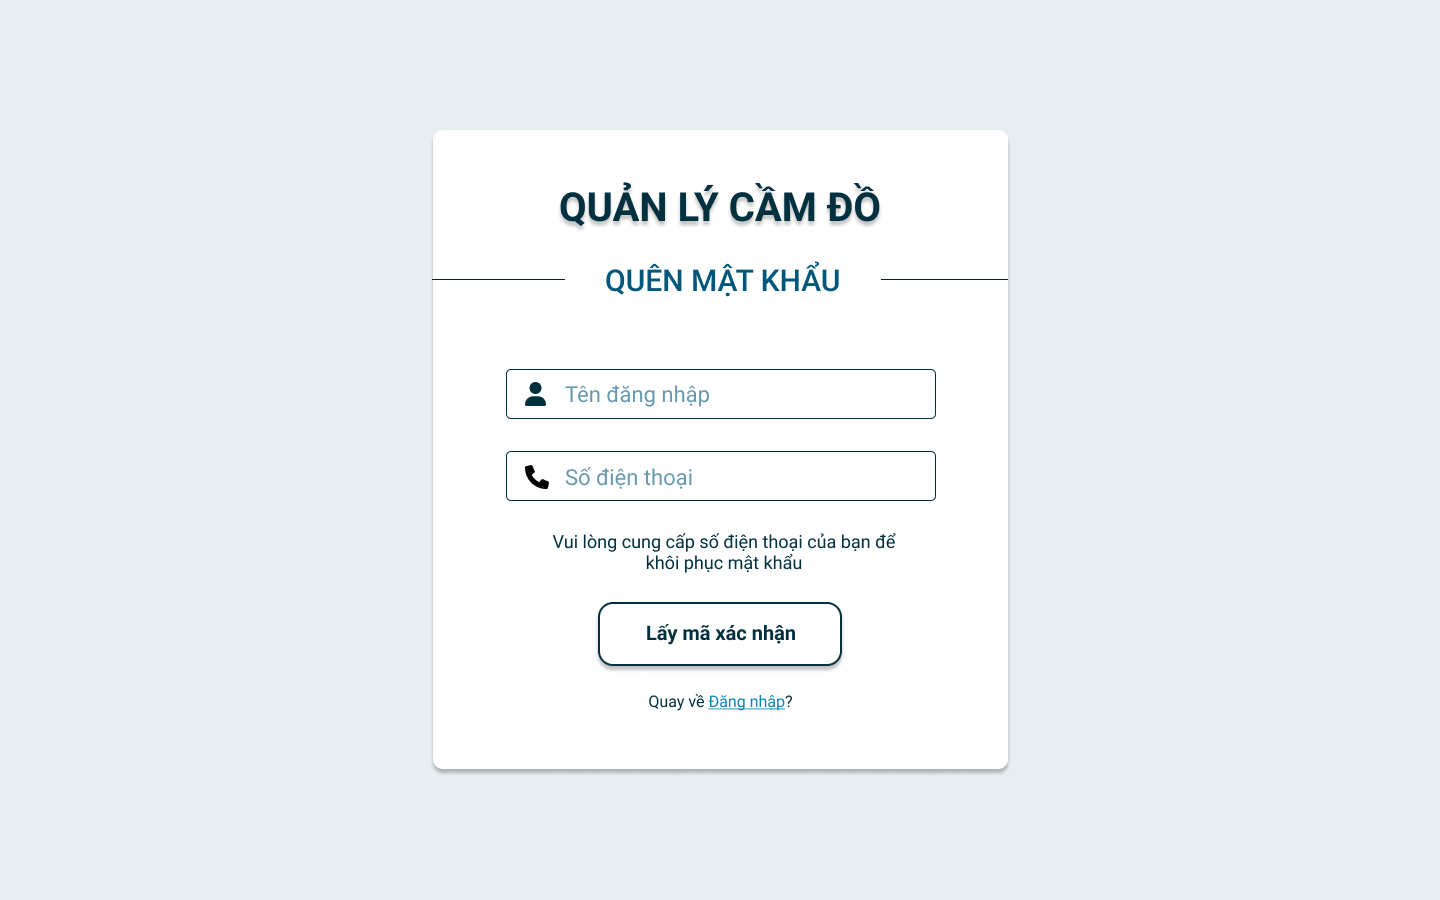 QUẢN LÝ CẦM ĐỒ
QUÊN MẬT KHẨU
Tên đăng nhập
Số điện thoại
Vui lòng cung cấp số điện thoại của bạn để
khôi phục mật khẩu
Lấy mã xác nhận
Quay về Đăng nhập?